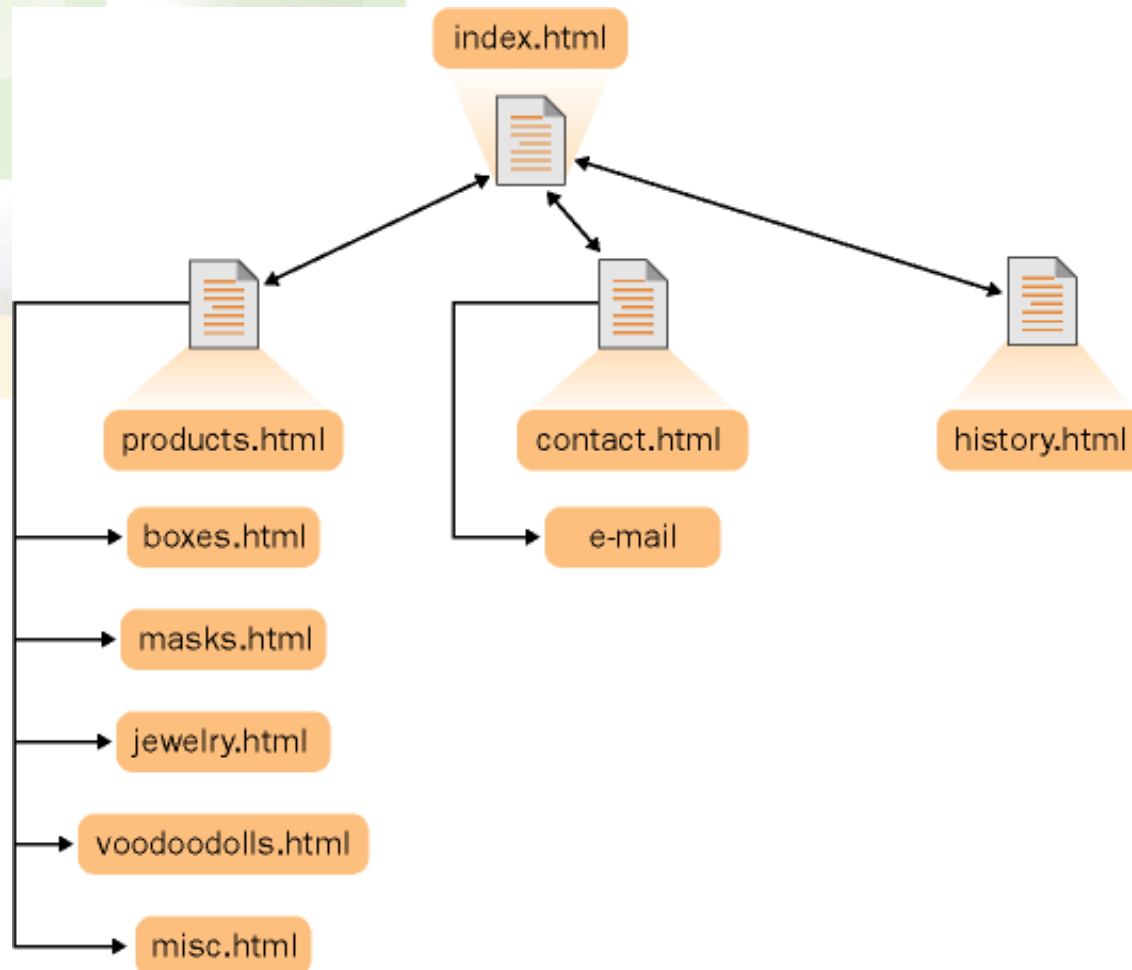 index.html
products.html
contact.html
history.html
boxes.html
e-mail
masks.html
jewelry.html
voodoodolls.html
misc.html